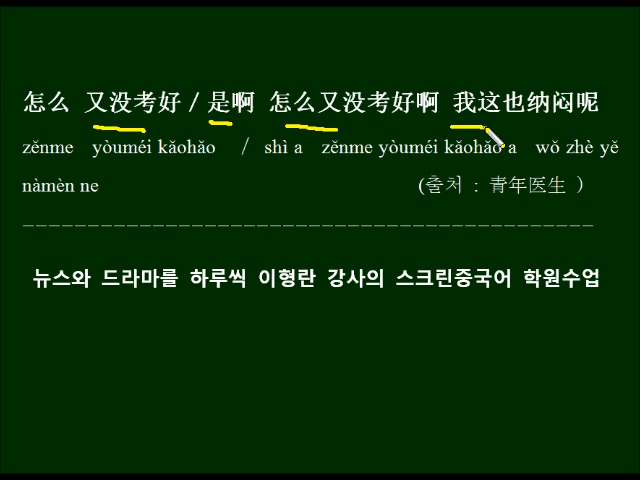 怎么 又没考好 / 是啊 怎么又没考好啊 我这也纳闷呢
zěnme yòuméi kǎohǎo / shì a zěnme yòuméi kǎohǎo a wǒ zhè yě
nàmèn ne (출처 : 青年医生 )
뉴스와 드라마를 하루씩 이형란 강사의 스크린중국어 학원수업